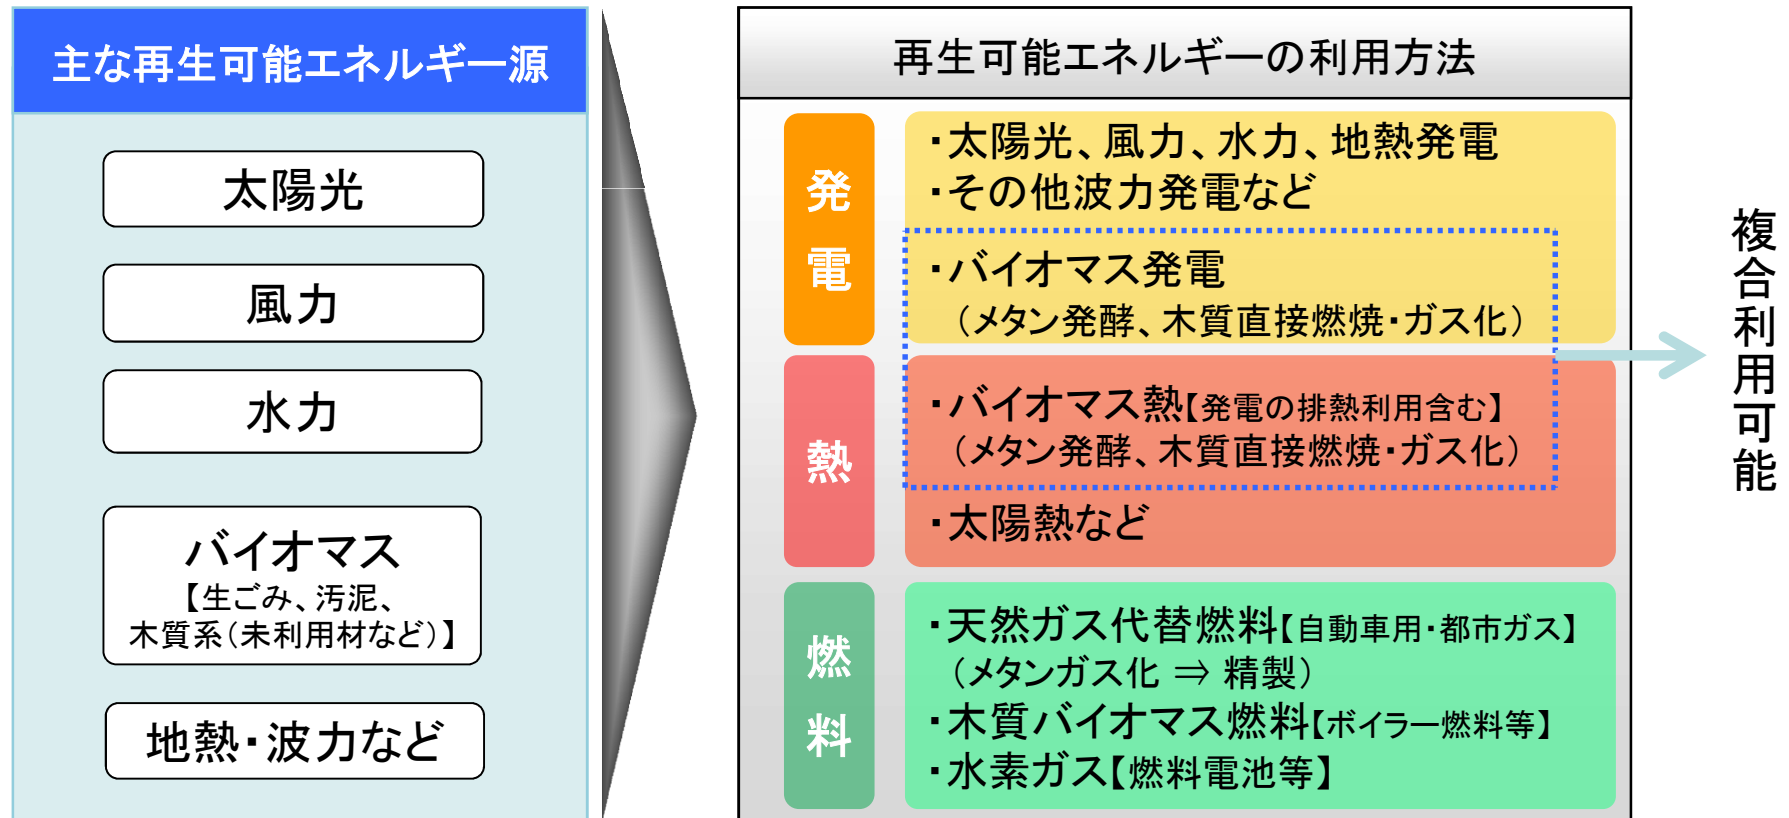 主な再生可能エネルギー源
太陽光
風力
水力
バイオマス
【生ごみ、汚泥、
木質系（未利用材など）】
地熱・波力など
再生可能エネルギーの利用方法
発電
・太陽光、風力、水力、地熱発電
・その他波力発電など
・バイオマス発電
（メタン発酵、木質直接燃焼・ガス化）
熱
・バイオマス熱【発電の排熱利用含む】
（メタン発酵、木質直接燃焼・ガス化）
・太陽熱など
燃料
・天然ガス代替燃料【自動車用・都市ガス】
（メタンガス化 ⇒ 精製）
・木質バイオマス燃料【ボイラー燃料等】
・水素ガス【燃料電池等】
複合利用可能